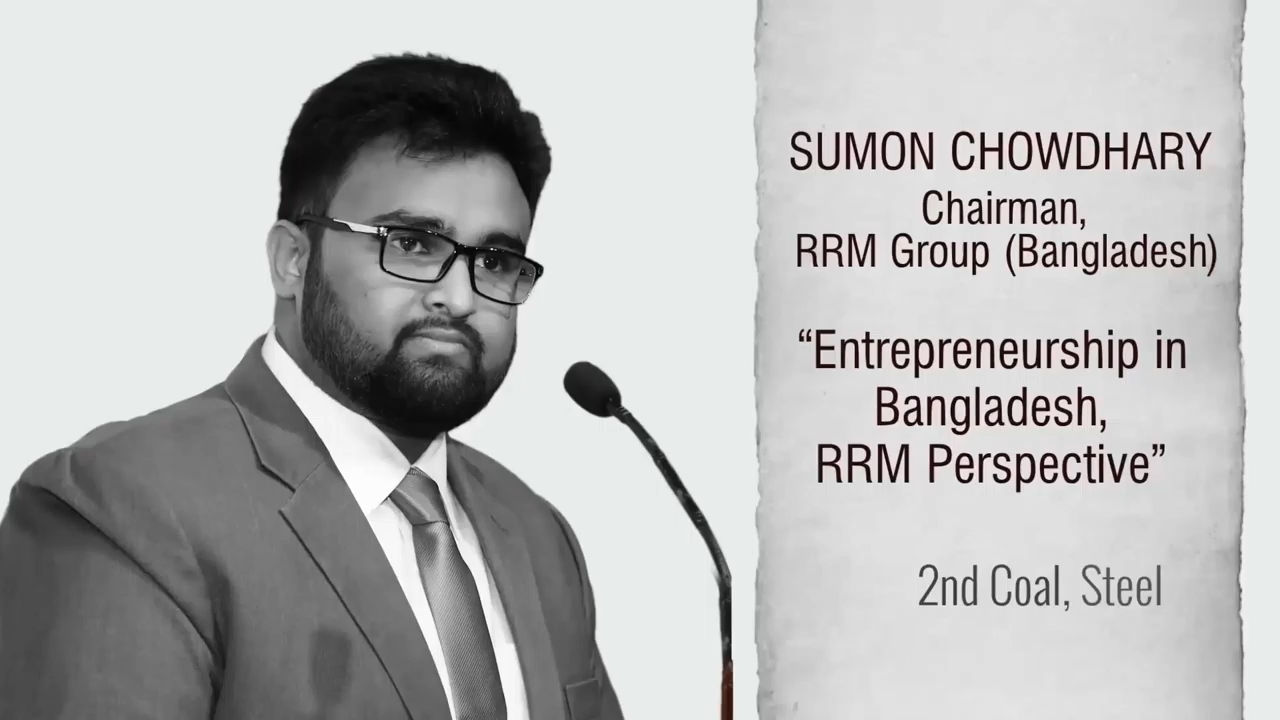 SUMON CHOWDHARY
Chairman,
RRM Group (Bangladesh)
“Entrepreneurship in
Bangladesh,
RRM Perspective”
2nd Coal, Steel